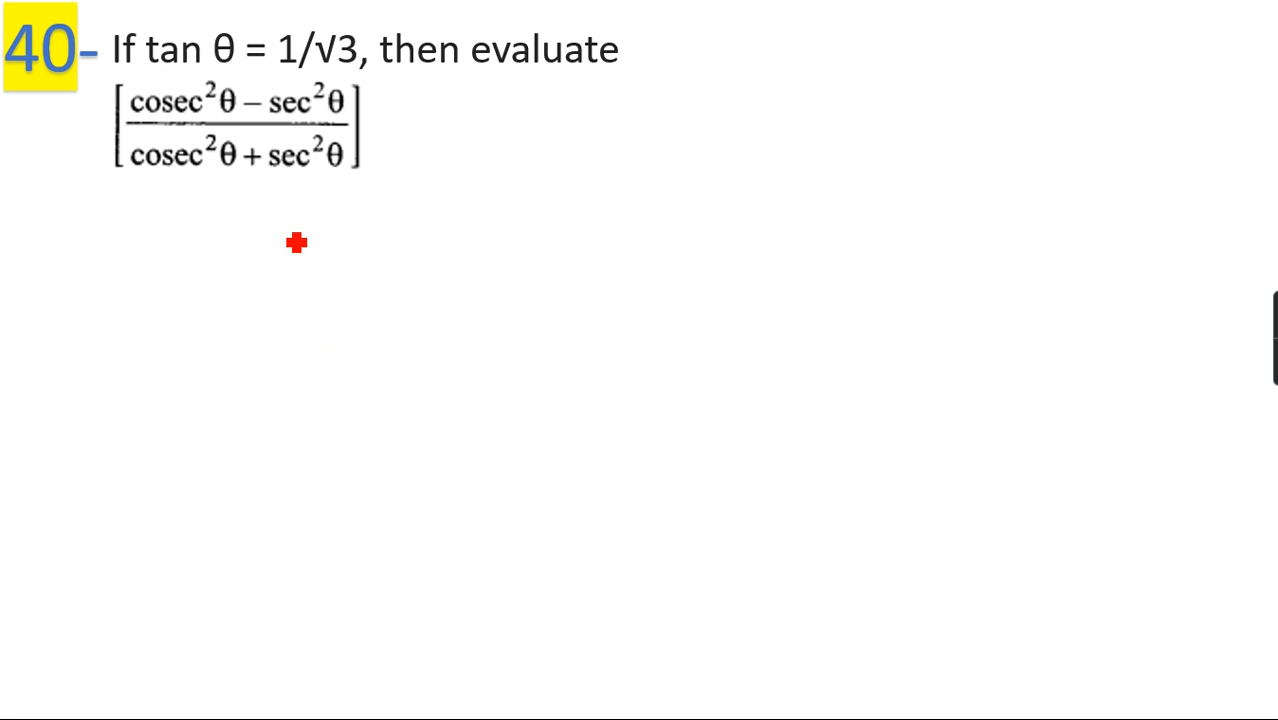 40- If tan θ = 1/√3, then evaluate
[cosec²θ – sec²θ
cosec²θ + sec²θ]